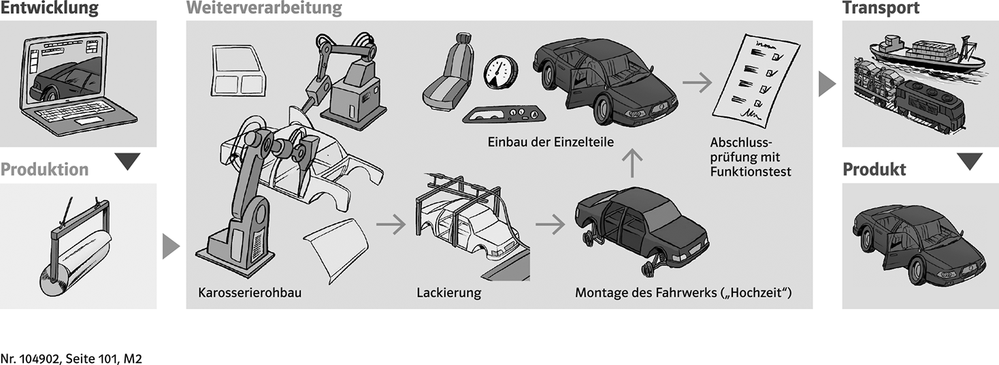 Entwicklung
Produktion
Weiterverarbeitung
Karosserierohbau
Lackierung
Montage des Fahrwerks („Hochzeit“)
Einbau der Einzelteile
Abschluss-
prüfung mit
Funktionstest
Transport
Produkt
Nr. 104902, Seite 101, M2